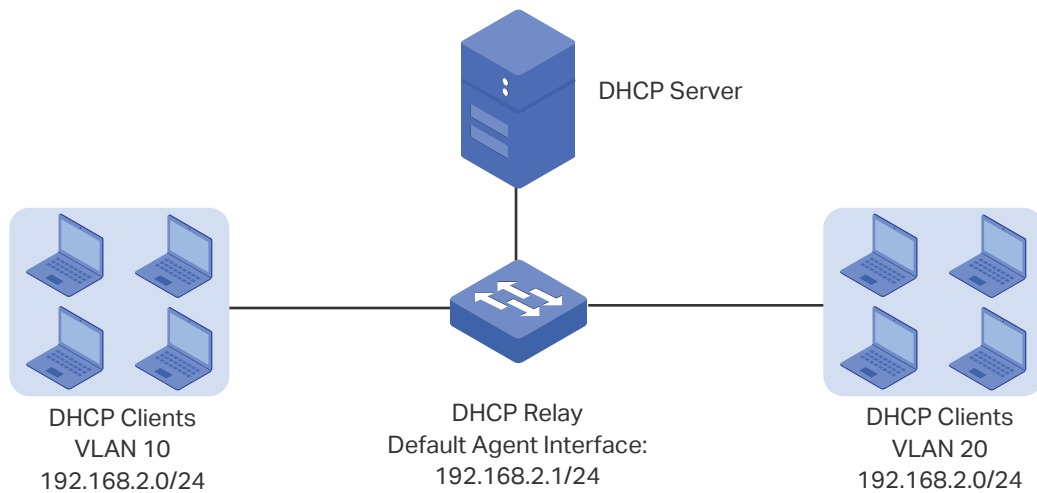 DHCP Server
DHCP Clients
VLAN 10
192.168.2.0/24
DHCP Relay
Default Agent Interface:
192.168.2.1/24
DHCP Clients
VLAN 20
192.168.2.0/24